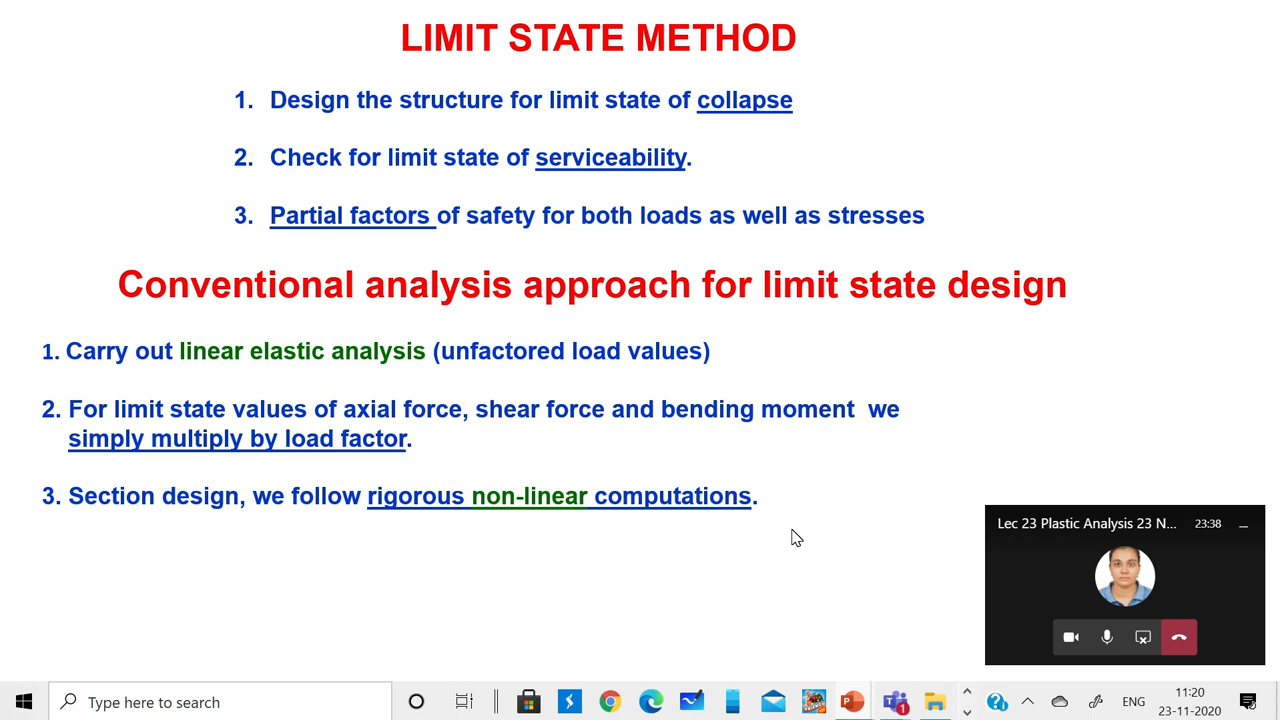 LIMIT STATE METHOD
1. Design the structure for limit state of collapse
2. Check for limit state of serviceability.
3. Partial factors of safety for both loads as well as stresses
Conventional analysis approach for limit state design
1. Carry out linear elastic analysis (unfactored load values)
2. For limit state values of axial force, shear force and bending moment we
simply multiply by load factor.
3. Section design, we follow rigorous non-linear computations.
Lec 23 Plastic Analysis 23 N... 23:38
Type here to search
1
ENG
11:20
23-11-2020